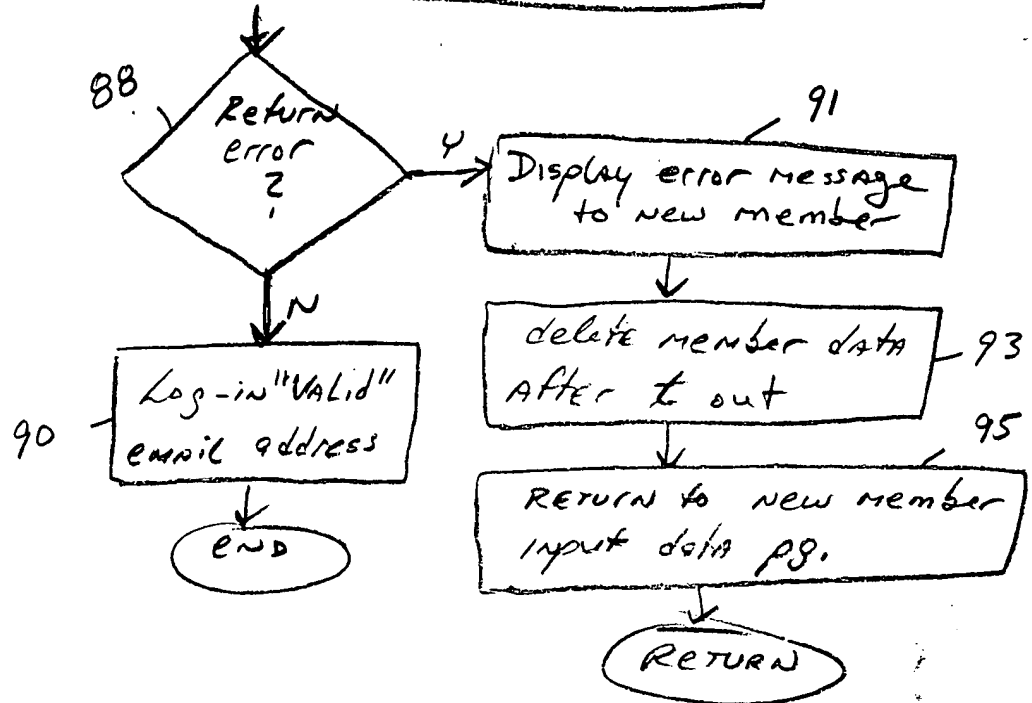 88
Return
error
?
Y
N
91
Display error message
to new member
delete member data
After t out
93
90
Log-in "VALID"
email address
END
95
RETURN to new member
input data pg.
RETURN